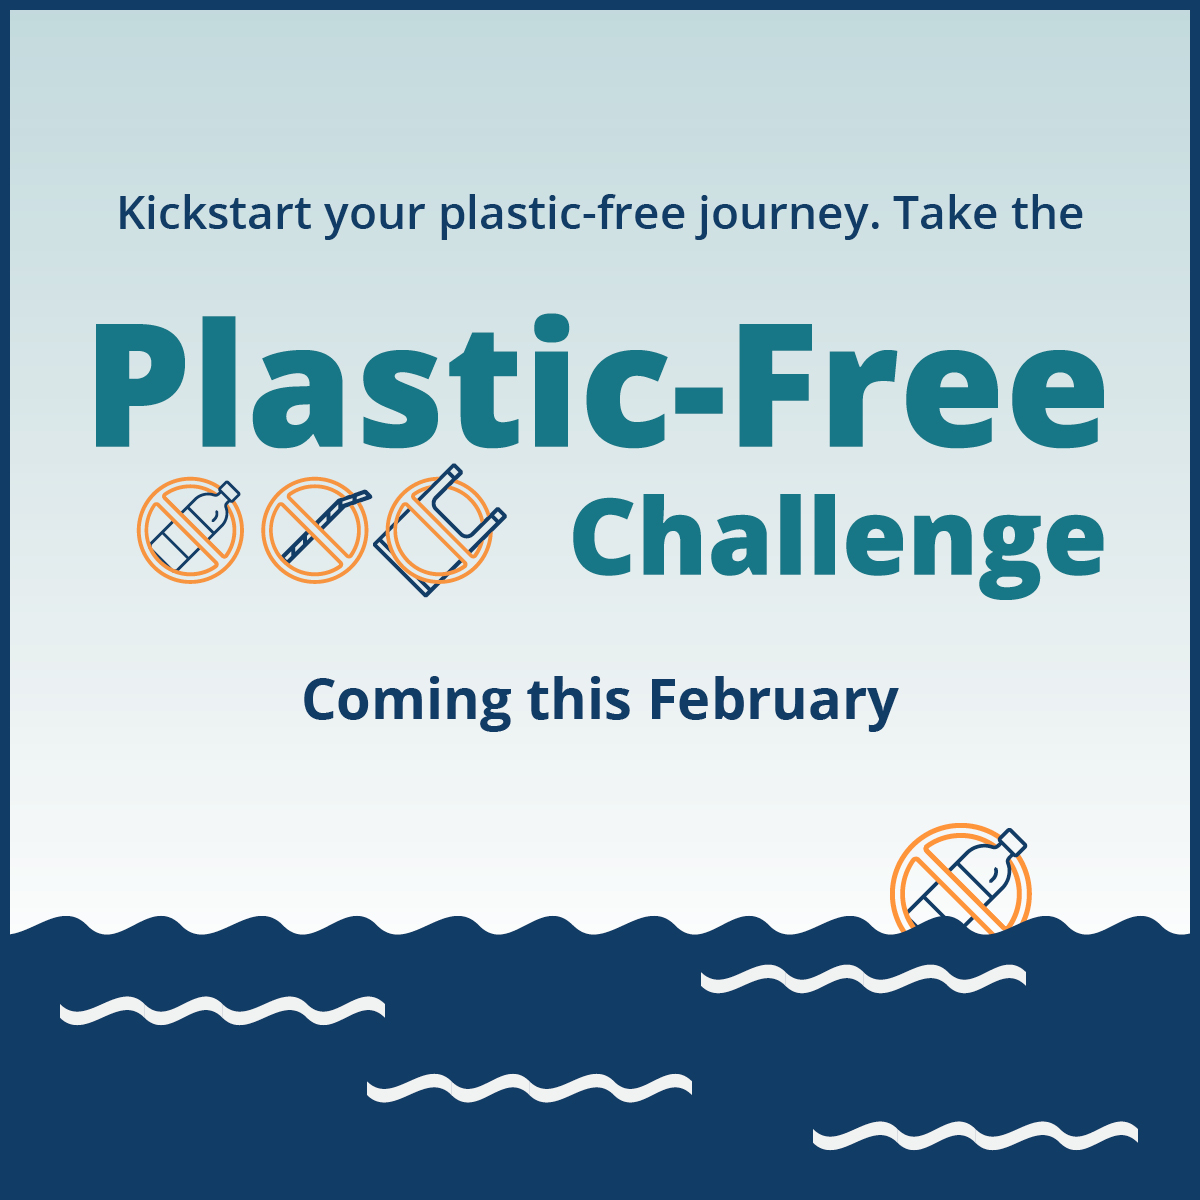 Kickstart your plastic-free journey. Take the
Plastic-Free
Challenge
Coming this February